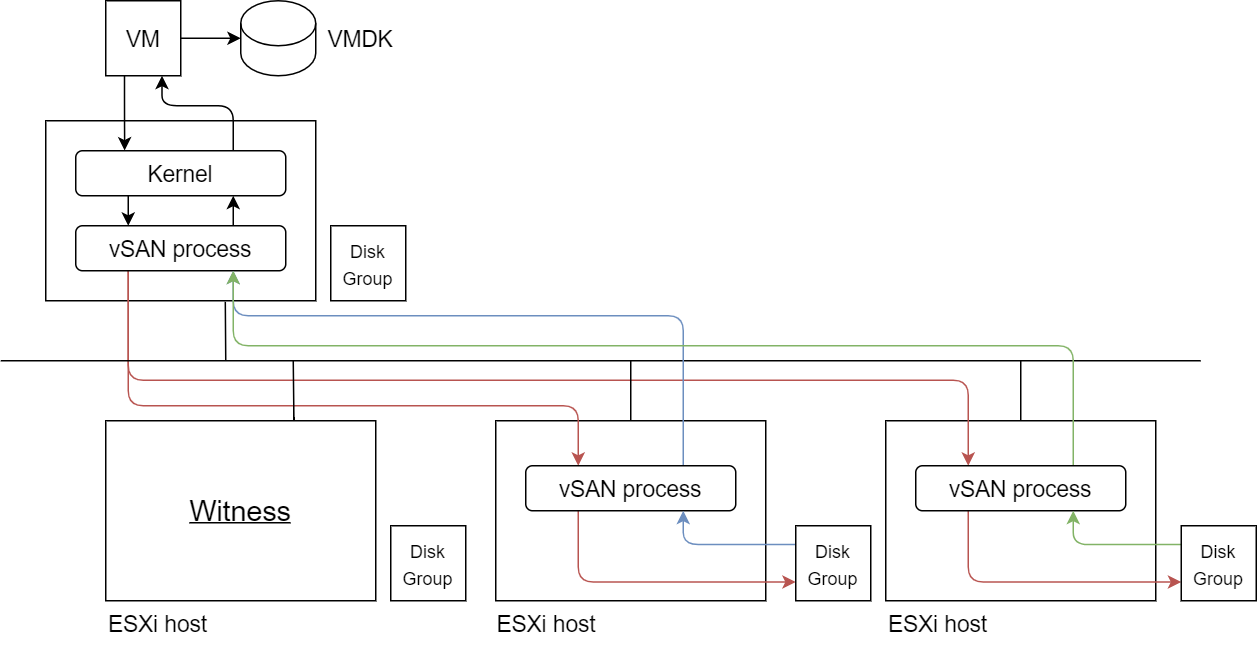 VM
VMDK
Kernel
vSAN process
Disk
Group
Witness
Disk
Group
vSAN process
Disk
Group
vSAN process
Disk
Group
ESXi host
ESXi host
ESXi host